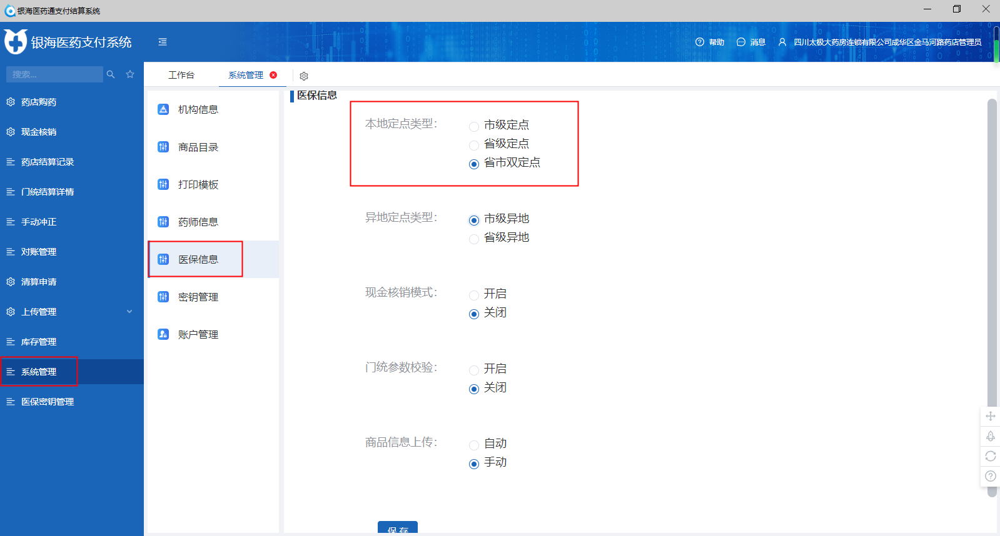 银海医药通支付结算系统
银海医药支付系统
帮助
消息
四川太极大药房连锁有限公司成华区金马河路药店管理员
搜索...
工作台
系统管理
药店购药
现金核销
药店结算记录
门统结算详情
手动冲正
对账管理
清算申请
上传管理
库存管理
系统管理
医保密钥管理
机构信息
商品目录
打印模板
药师信息
医保信息
密钥管理
账户管理
医保信息
本地定点类型：
市级定点
省级定点
省市双定点
异地定点类型：
市级异地
省级异地
现金核销模式：
开启
关闭
门统参数校验：
开启
关闭
商品信息上传：
自动
手动
保存